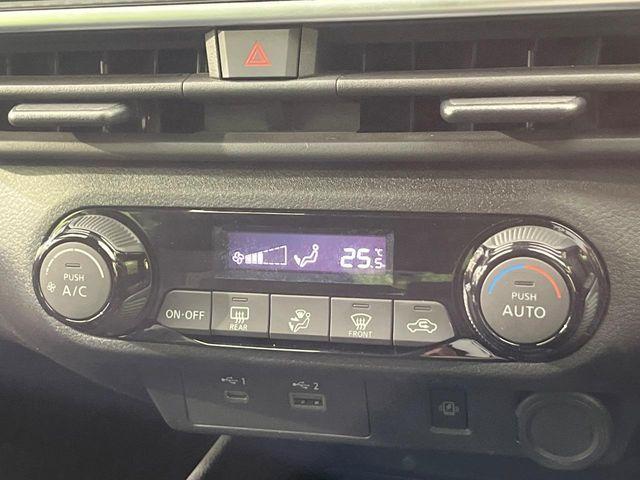 25.5°C
PUSH
A/C
PUSH
AUTO
ON·OFF
REAR
FRONT
1
2